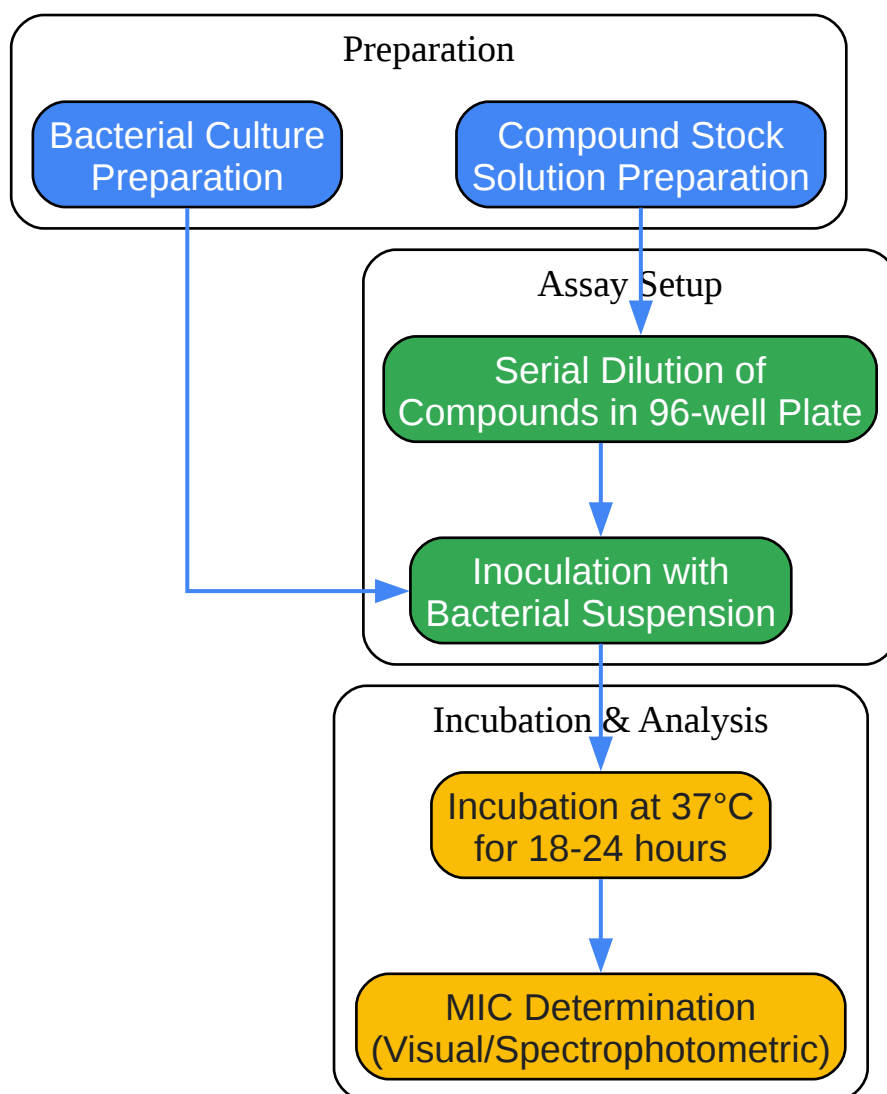 Preparation
Bacterial Culture
Preparation
Compound Stock
Solution Preparation
Assay Setup
Serial Dilution of
Compounds in 96-well Plate
Inoculation with
Bacterial Suspension
Incubation & Analysis
Incubation at 37°C
for 18-24 hours
MIC Determination
(Visual/Spectrophotometric)